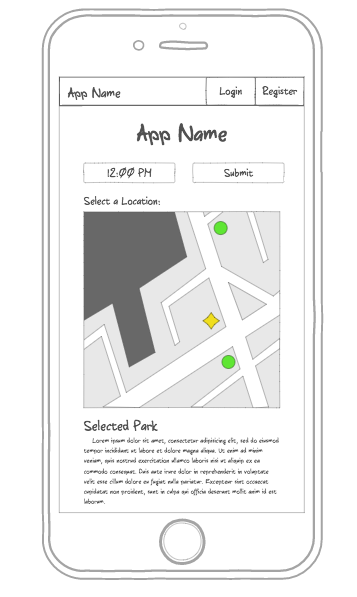 App Name Login Register
App Name
12:00 PM Submit
Select a Location:
Selected Park
Lorem ipsum dolor sit amet, consectetur adipisicing elit, sed do eiusmod
tempor incididunt ut labore et dolore magna aliqua. Ut enim ad minim
veniam, quis nostrud exercitation ullamco laboris nisi ut aliquip ex ea
commodo consequat. Duis aute irure dolor in reprehenderit in voluptate
velit esse cillum dolore eu fugiat nulla pariatur. Excepteur sint occaecat
cupidatat non proident, sunt in culpa qui officia deserunt mollit anim id est
laborum.